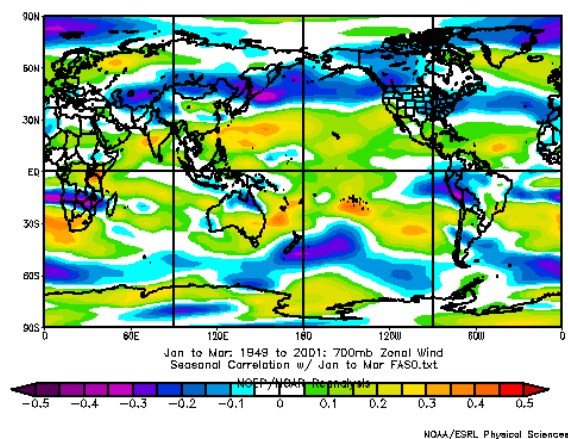 90N
60N
30N
EQ
30S
60S
90S
0 60E 120E 180 120W 60W 0
Jan to Mar: 1949 to 2001: 700mb Zonal Wind
Seasonal Correlation w/ Jan to Mar FASO.txt
NCEP/NCAR Reanalysis
-0.5 -0.4 -0.3 -0.2 -0.1 0 0.1 0.2 0.3 0.4 0.5
NOAA/ESRL Physical Sciences